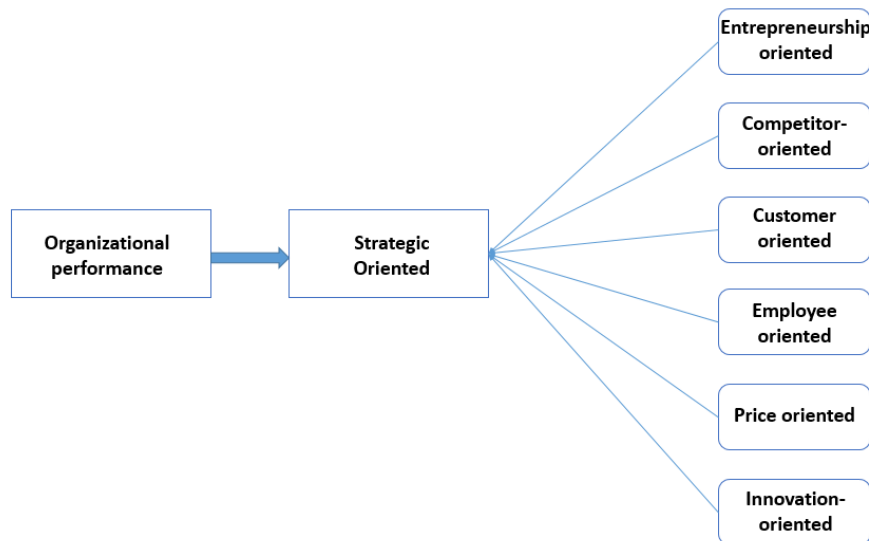 Entrepreneurship
oriented
Competitor-
oriented
Customer
oriented
Organizational
performance
Strategic
Oriented
Employee
oriented
Price oriented
Innovation-
oriented